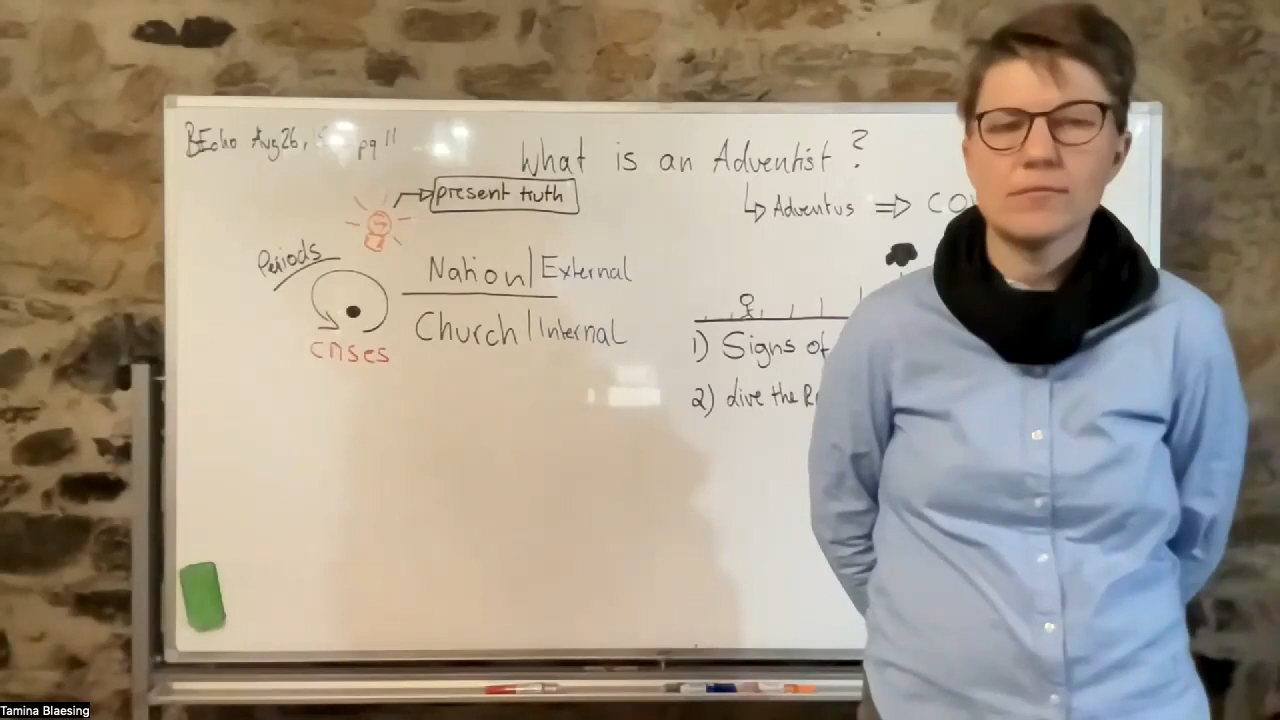 BEcho Aug 26, pg 11
What is an Adventist?
present truth
↳ Adventus ⇒ CO
Periods
Nation | External
Church | Internal
crises
1) Signs of
2) Live the
Tamina Blaesing